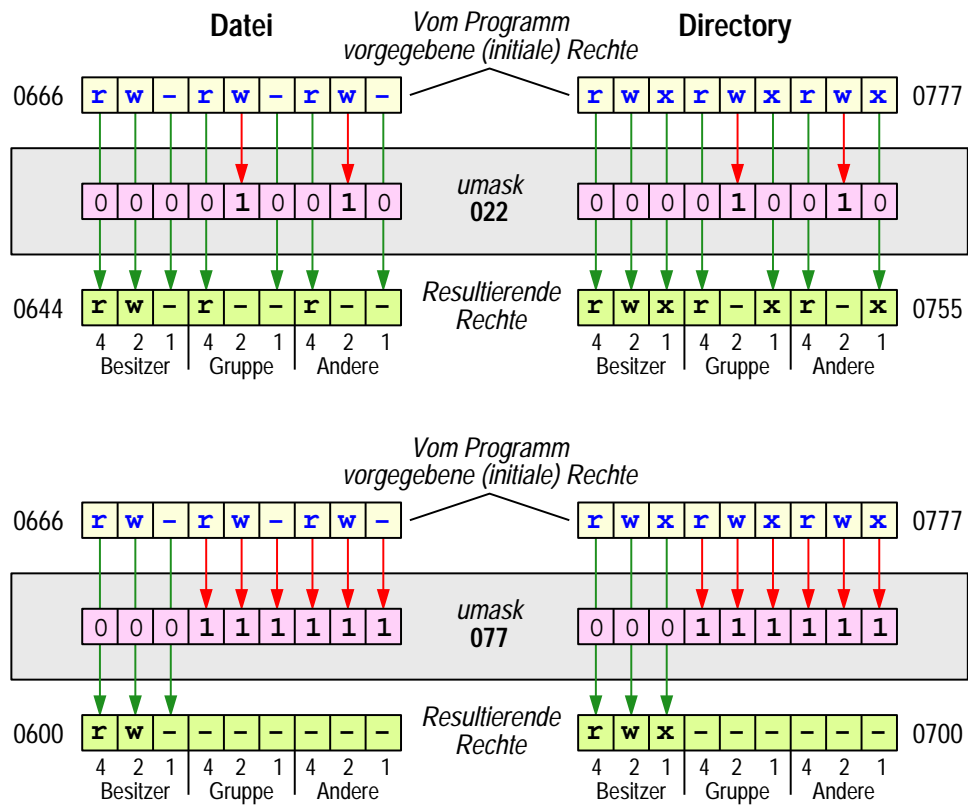 Datei
Vom Programm
vorgegebene (initiale) Rechte
Directory
0666 r w - r w - r w -
r w x r w x r w x 0777
0 0 0 0 1 0 0 1 0
umask
022
0 0 0 0 1 0 0 1 0
0644 r w - r - - r - -
Resultierende
Rechte
r w x r - x r - x 0755
4 2 1 4 2 1 4 2 1
Besitzer Gruppe Andere
4 2 1 4 2 1 4 2 1
Besitzer Gruppe Andere
Vom Programm
vorgegebene (initiale) Rechte
0666 r w - r w - r w -
r w x r w x r w x 0777
0 0 0 1 1 1 1 1 1
umask
077
0 0 0 1 1 1 1 1 1
0600 r w - - - - - - -
Resultierende
Rechte
r w x - - - - - - 0700
4 2 1 4 2 1 4 2 1
Besitzer Gruppe Andere
4 2 1 4 2 1 4 2 1
Besitzer Gruppe Andere